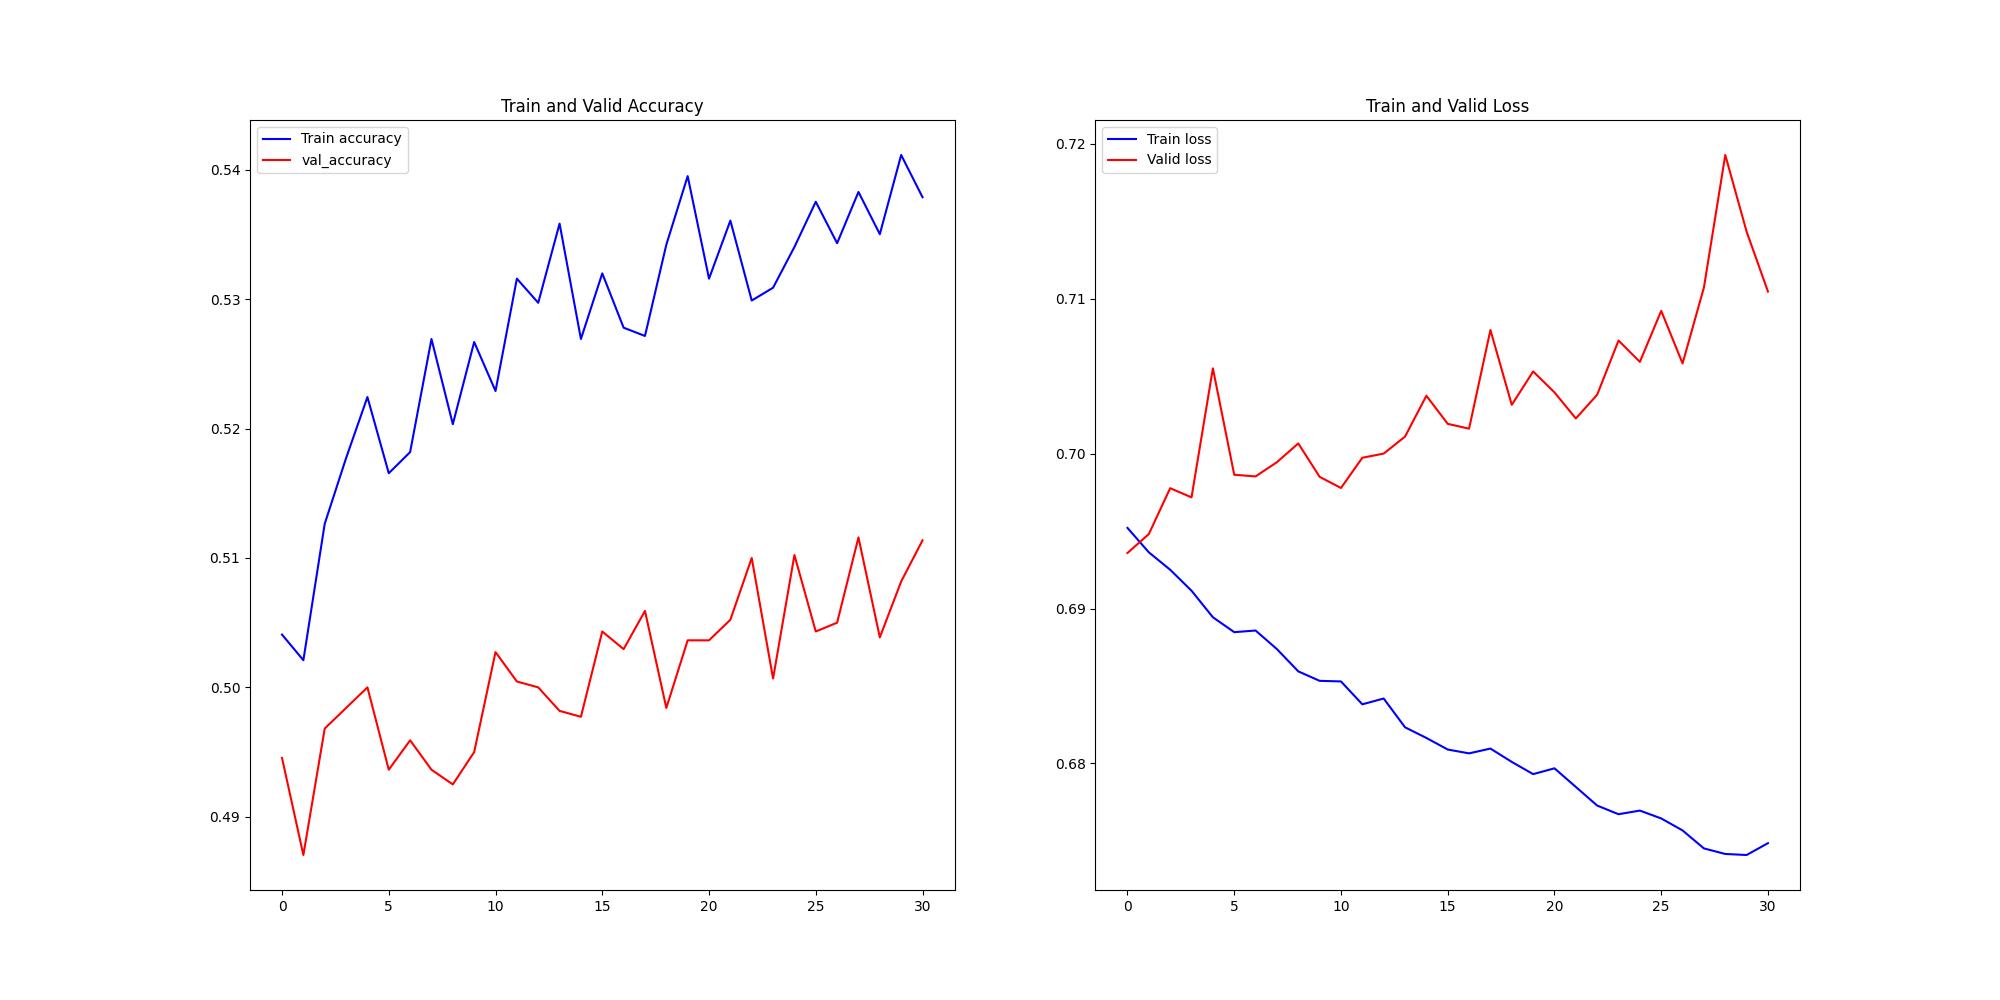 Train and Valid Accuracy
Train accuracy
val_accuracy
0.54
0.53
0.52
0.51
0.50
0.49
0 5 10 15 20 25 30
Train and Valid Loss
Train loss
Valid loss
0.72
0.71
0.70
0.69
0.68
0 5 10 15 20 25 30